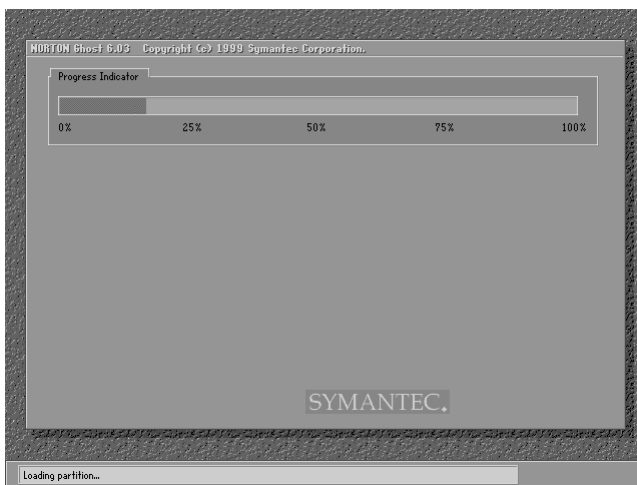 NORTON Ghost 6.03 Copyright (c) 1999 Symantec Corporation.
Progress Indicator
0% 25% 50% 75% 100%
SYMANTEC.
Loading partition...